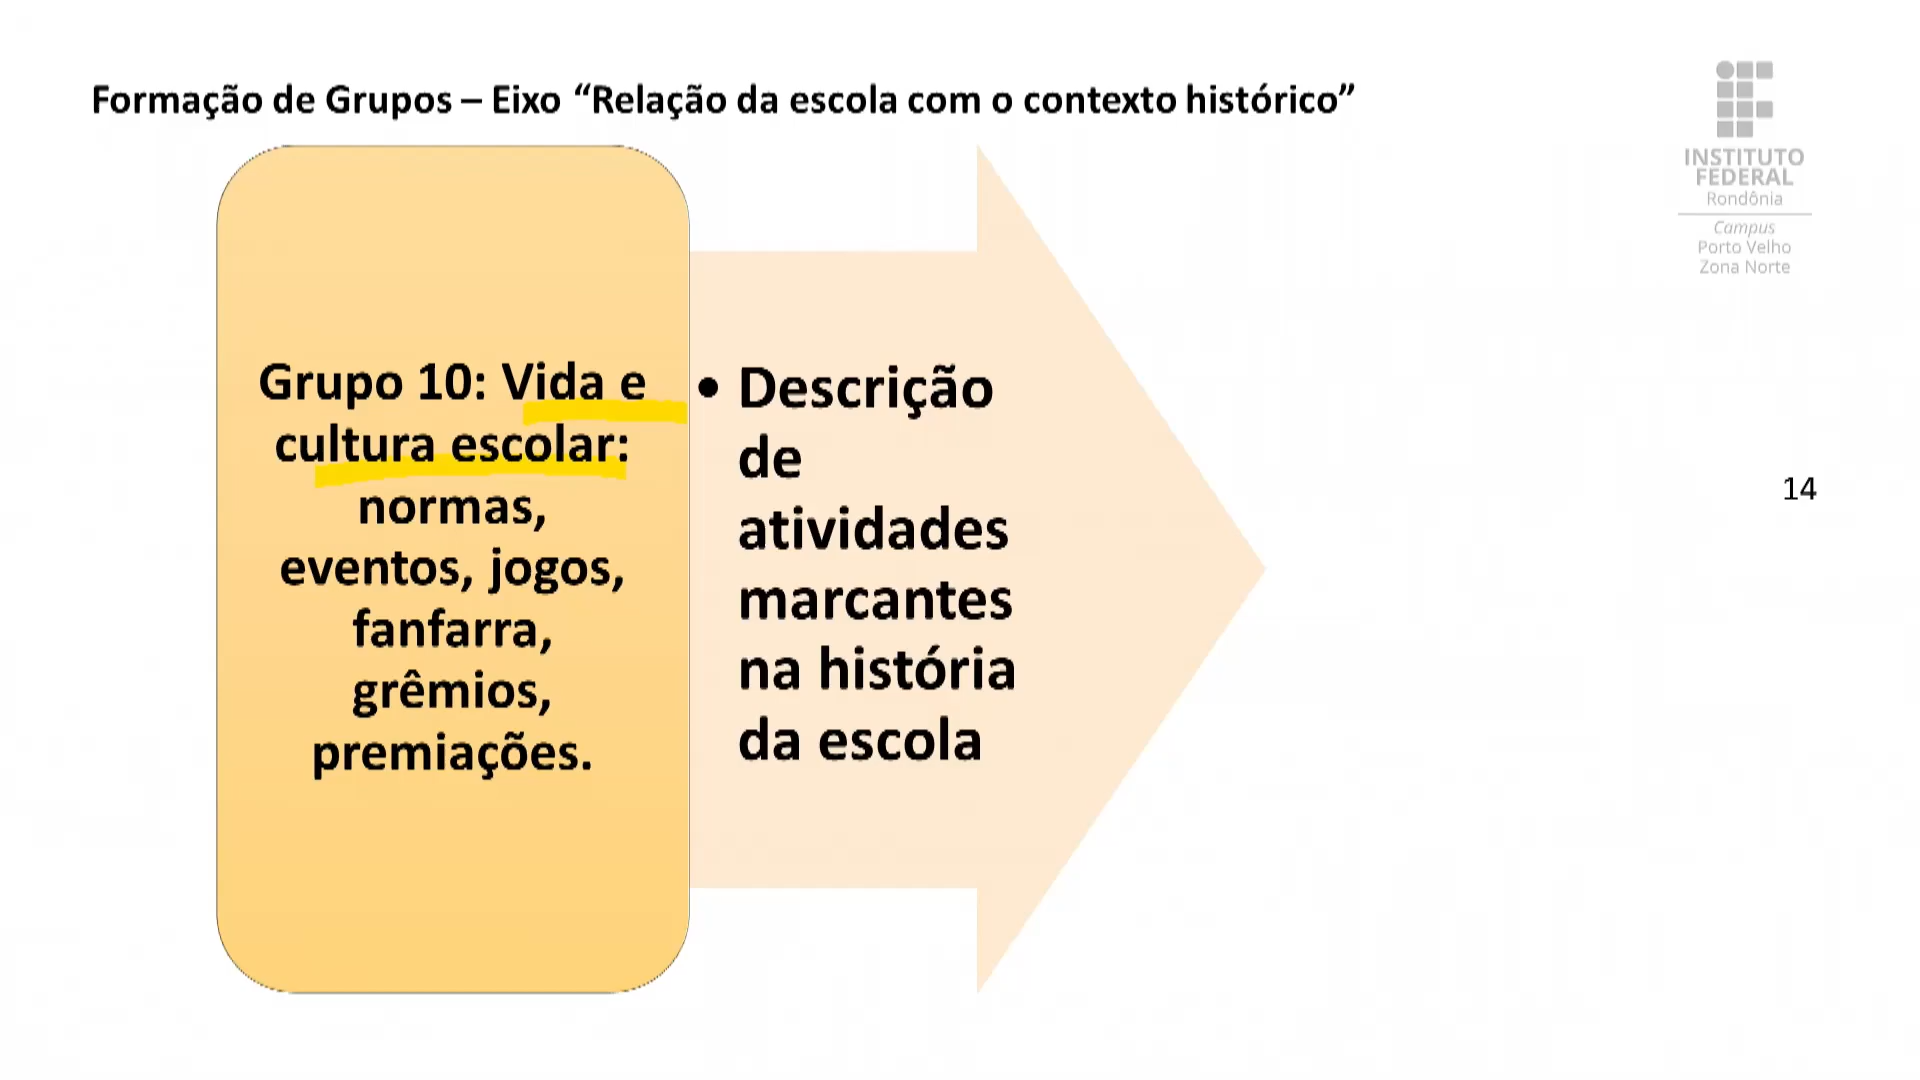 Formação de Grupos – Eixo “Relação da escola com o contexto histórico”
INSTITUTO
FEDERAL
Rondônia
Campus
Porto Velho
Zona Norte
Grupo 10: Vida e
cultura escolar:
normas,
eventos, jogos,
fanfarra,
grêmios,
premiações.
• Descrição
de
atividades
marcantes
na história
da escola
14